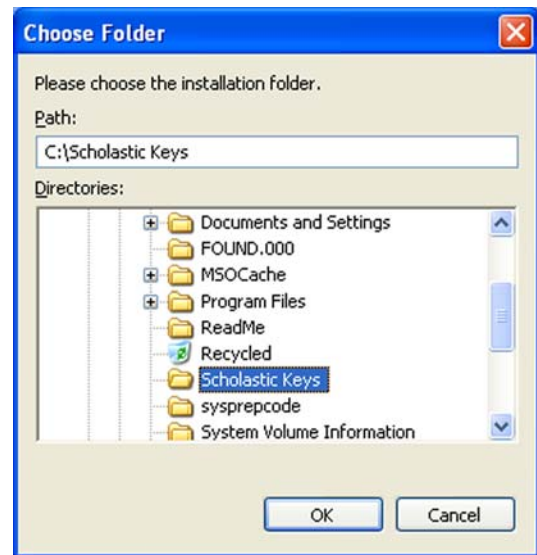 Choose Folder
Please choose the installation folder.
Path:
C:\Scholastic Keys
Directories:
Documents and Settings
FOUND.000
MSOCache
Program Files
ReadMe
Recycled
Scholastic Keys
sysprepcode
System Volume Information
OK Cancel